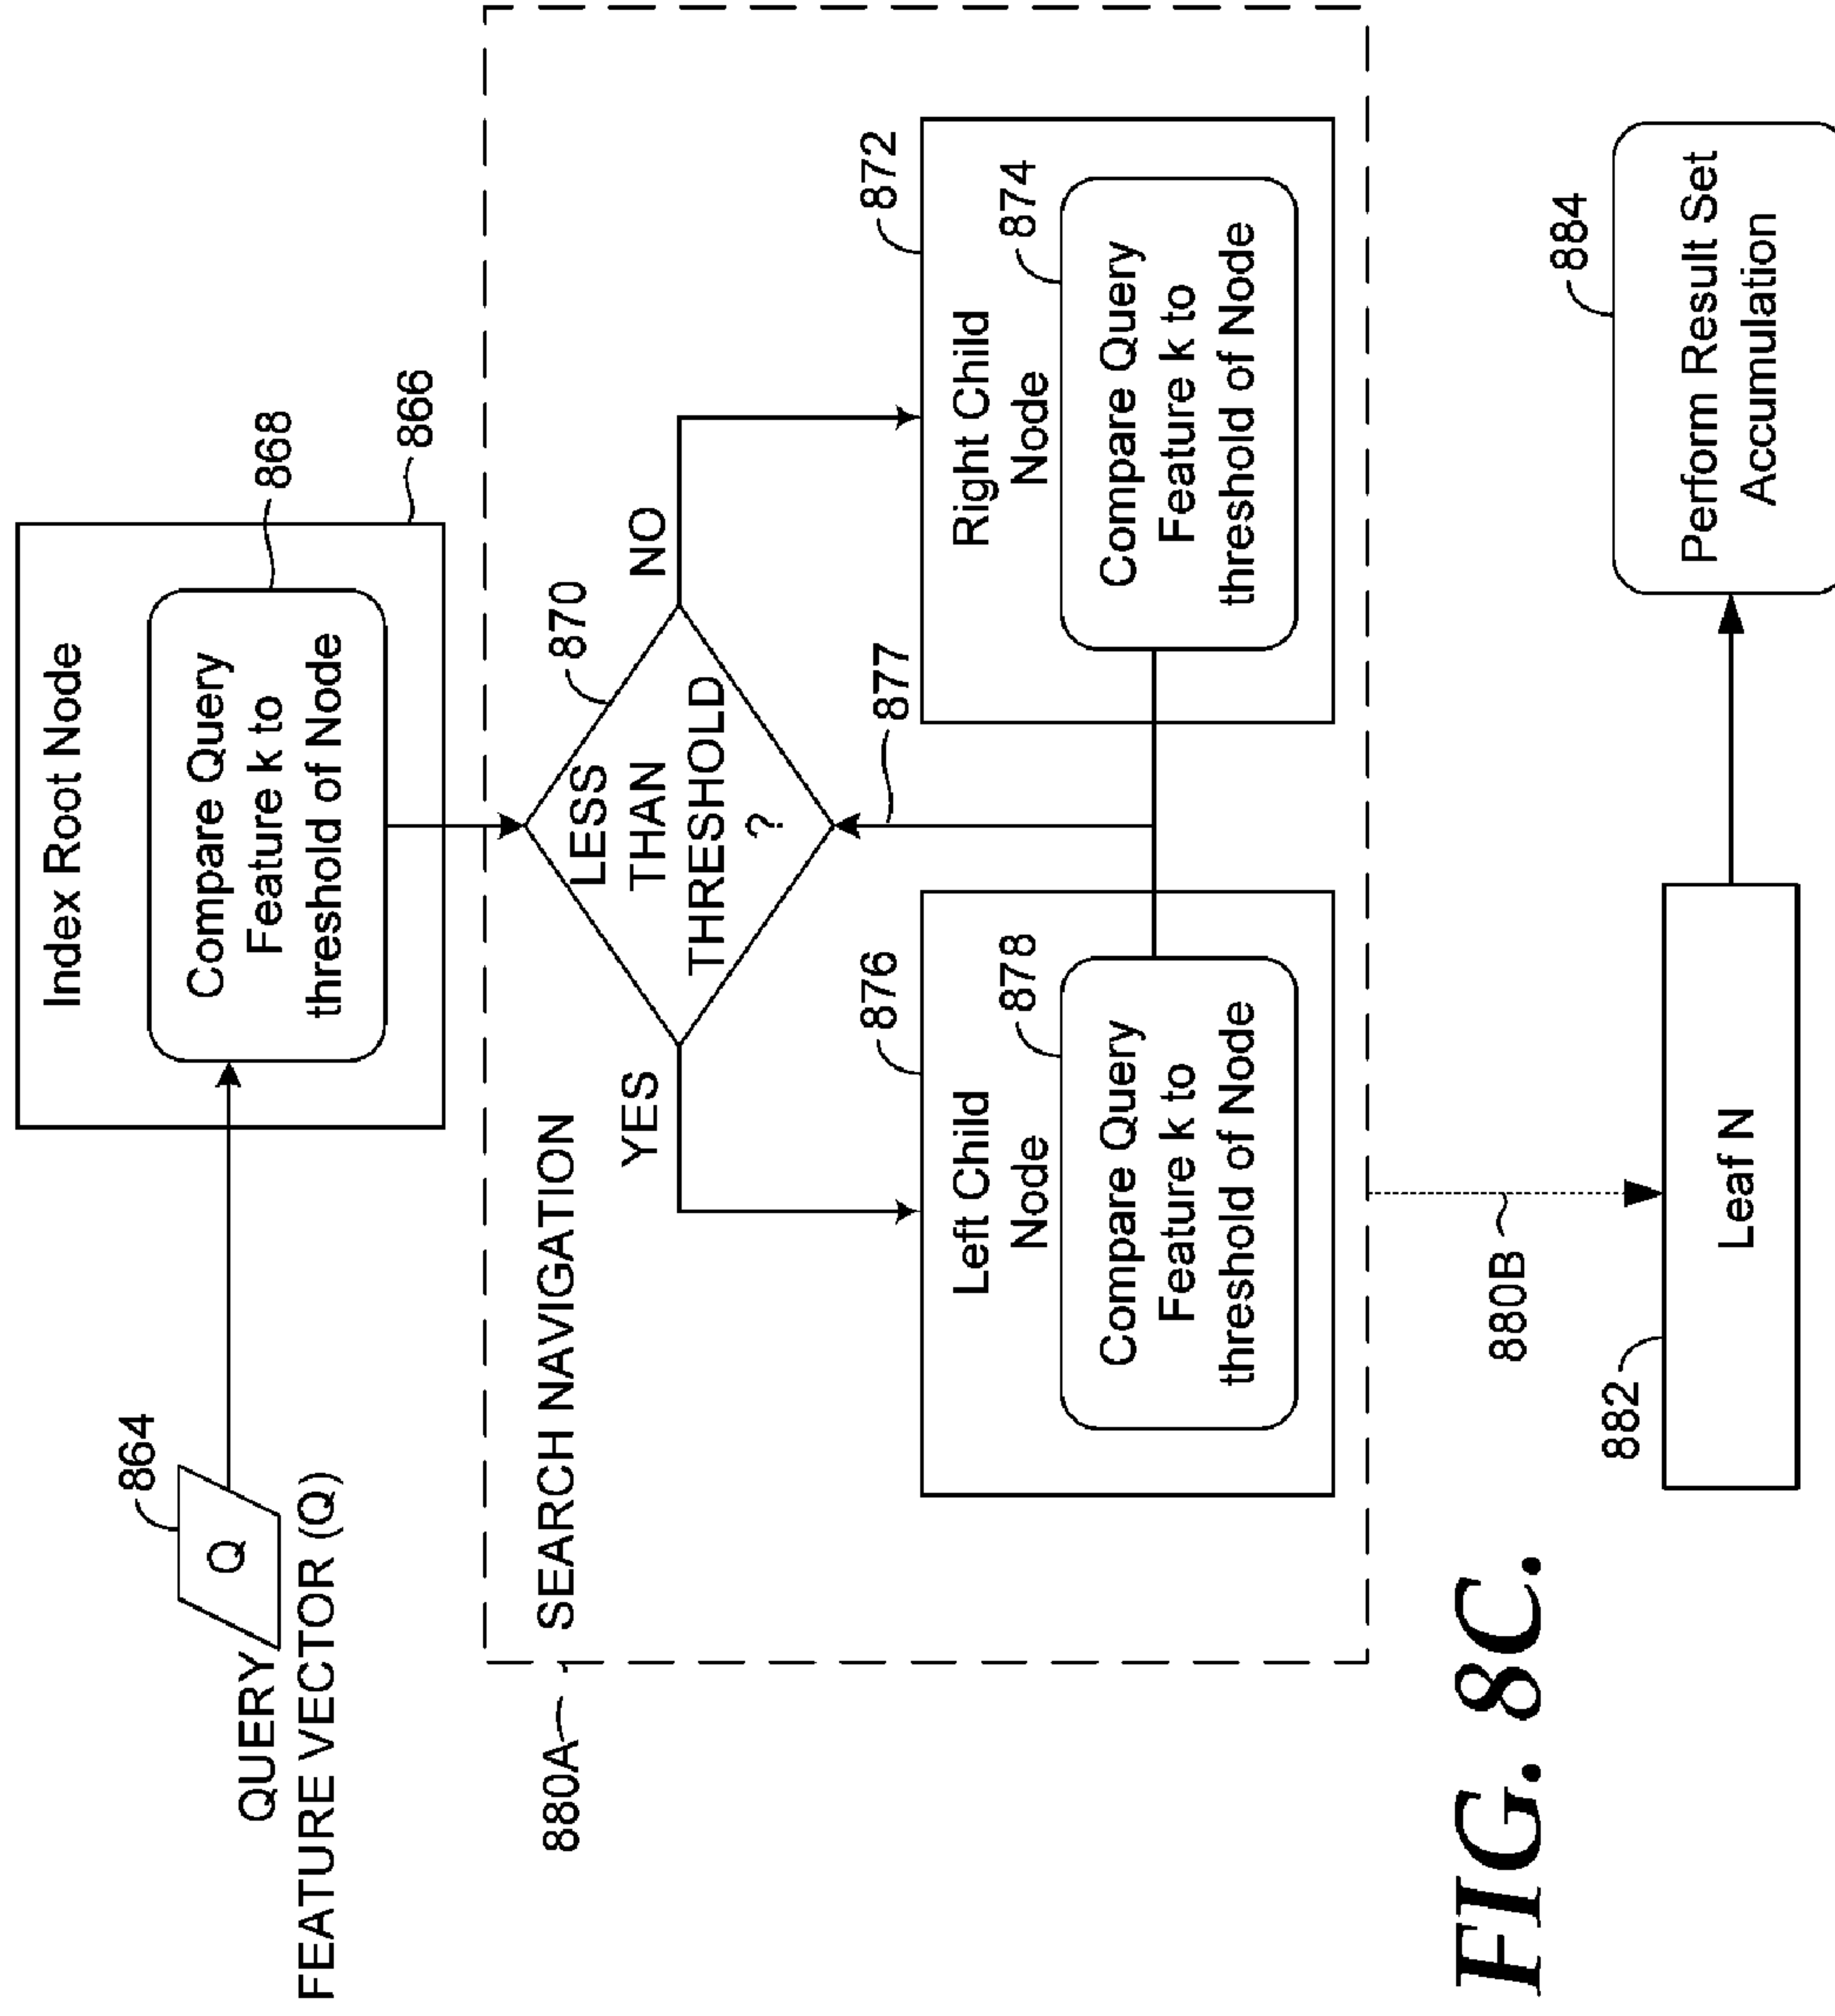 864
Q
QUERY
FEATURE VECTOR (Q)
Index Root Node
Compare Query
Feature k to
threshold of Node
868
866
880A
SEARCH NAVIGATION
870
LESS
THAN
THRESHOLD
?
YES
NO
877
876
Left Child
Node
878
Compare Query
Feature k to
threshold of Node
872
Right Child
Node
874
Compare Query
Feature k to
threshold of Node
880B
882
Leaf N
884
Perform Result Set
Accumulation
FIG. 8C.